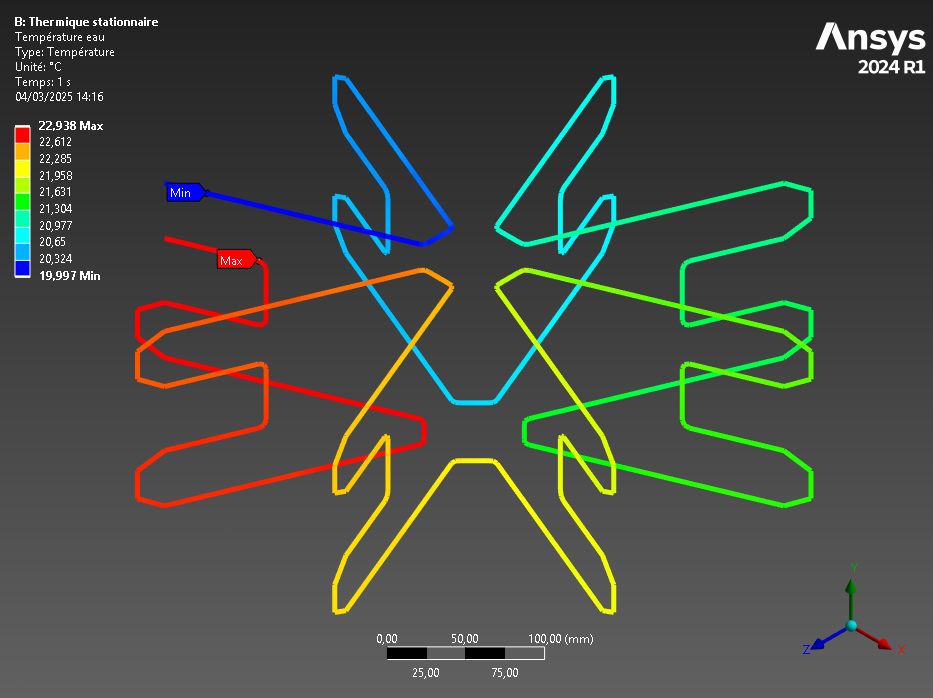 B: Thermique stationnaire
Température eau
Type: Température
Unité: °C
Temps: 1 s
04/03/2025 14:16
Ansys
2024 R1
22,938 Max
22,612
22,285
21,958
21,631
21,304
20,977
20,65
20,324
19,997 Min
Min
Max
0,00 50,00 100,00 (mm)
25,00 75,00
Y
Z X